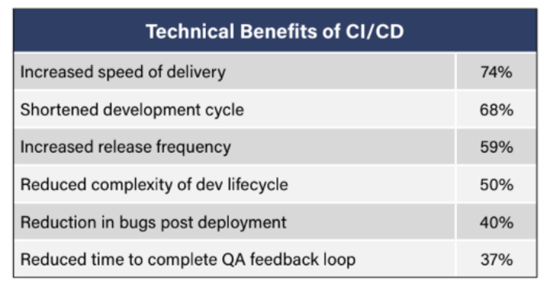 Technical Benefits of CI/CD
Increased speed of delivery 74%
Shortened development cycle 68%
Increased release frequency 59%
Reduced complexity of dev lifecycle 50%
Reduction in bugs post deployment 40%
Reduced time to complete QA feedback loop 37%